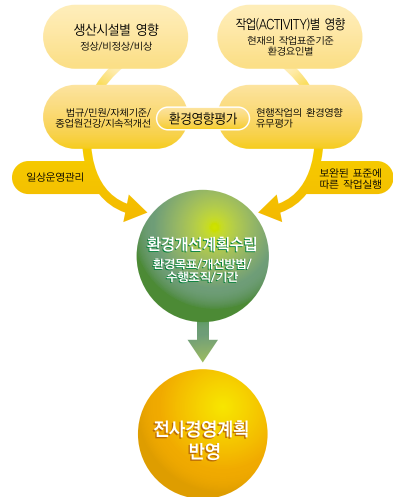 생산시설별 영향
정상/비정상/비상
작업(ACTIVITY)별 영향
현재의 작업표준기준
환경요인별
법규/민원/자체기준/
종업원건강/지속적개선
환경영향평가
현행작업의 환경영향
유무평가
일상운영관리
보완된 표준에
따른 작업실행
환경개선계획수립
환경목표/개선방법/
수행조직/기간
전사경영계획
반영